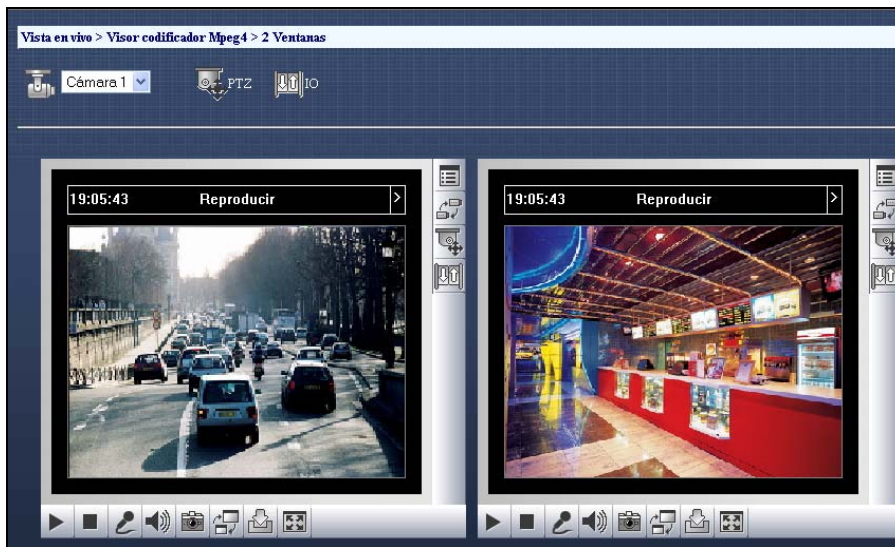 Vista en vivo > Visor codificador Mpeg4 > 2 Ventanas
Cámara 1 PTZ IO
19:05:43 Reproducir >
19:05:43 Reproducir >